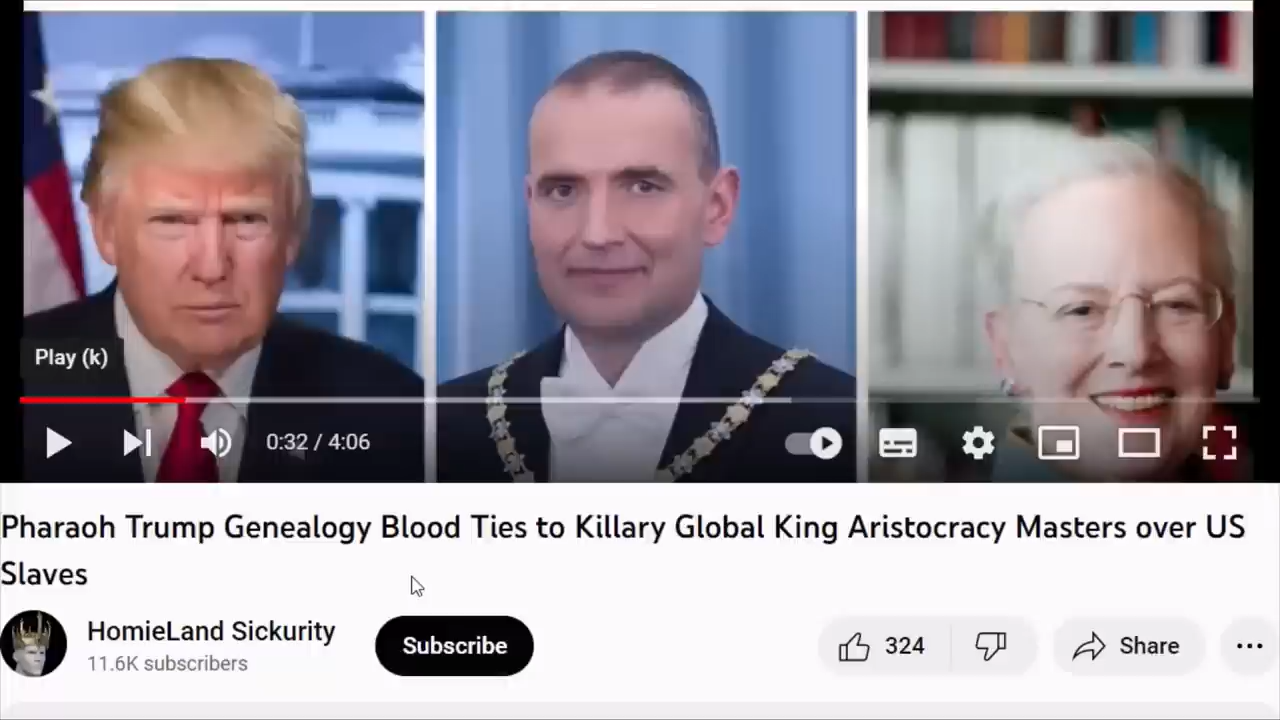 Play (k)
0:32 / 4:06
Pharaoh Trump Genealogy Blood Ties to Killary Global King Aristocracy Masters over US
Slaves
HomieLand Sickurity
11.6K subscribers
Subscribe
324
Share